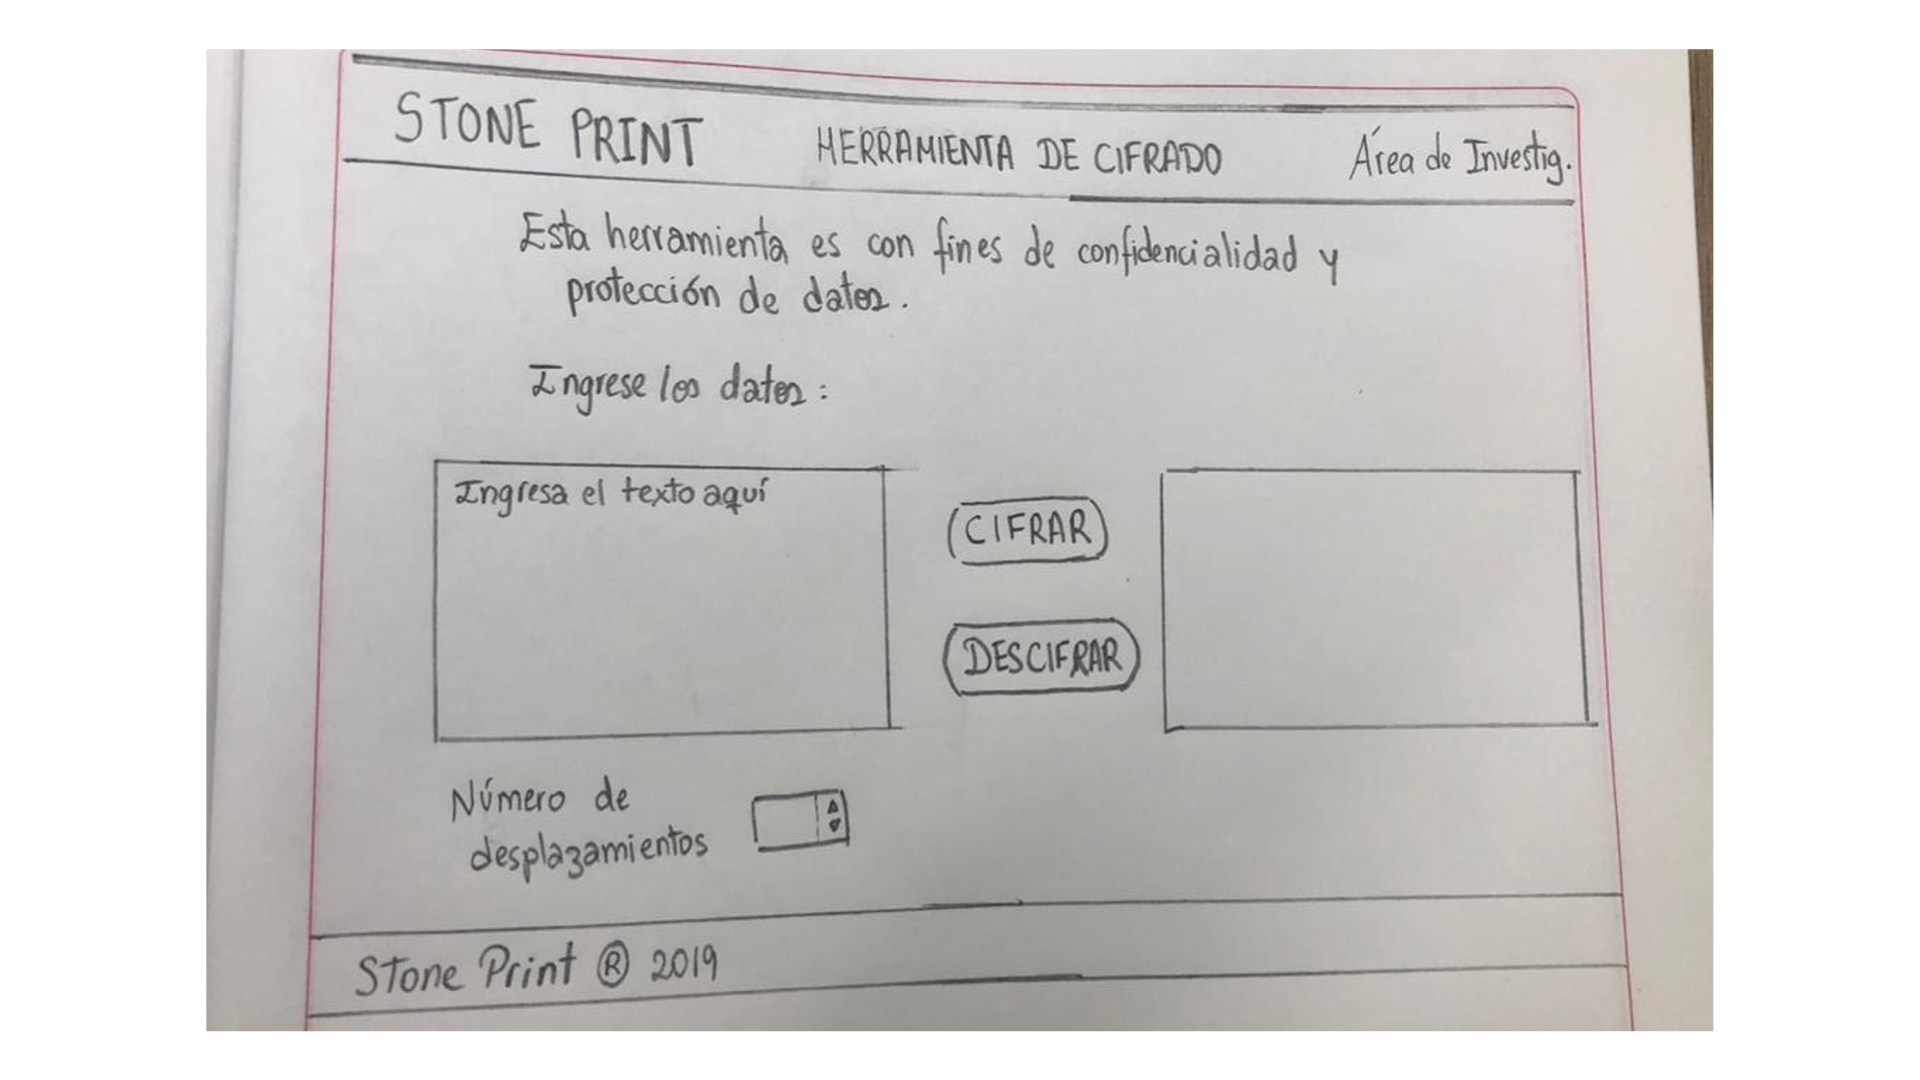 STONE PRINT HERRAMIENTA DE CIFRADO Área de Investig.
Esta herramienta es con fines de confidencialidad y
protección de datos.
Ingrese los datos:
Ingresa el texto aquí
CIFRAR
DESCIFRAR
Número de
desplazamientos
Stone Print ® 2019